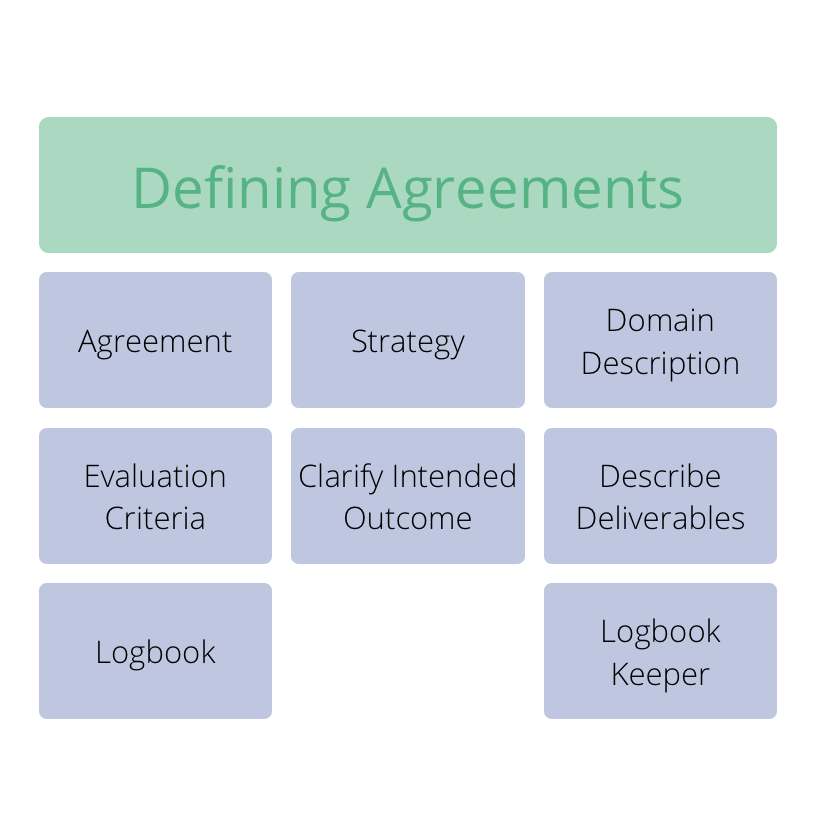 Defining Agreements
Agreement
Strategy
Domain
Description
Evaluation
Criteria
Clarify Intended
Outcome
Describe
Deliverables
Logbook
Logbook
Keeper